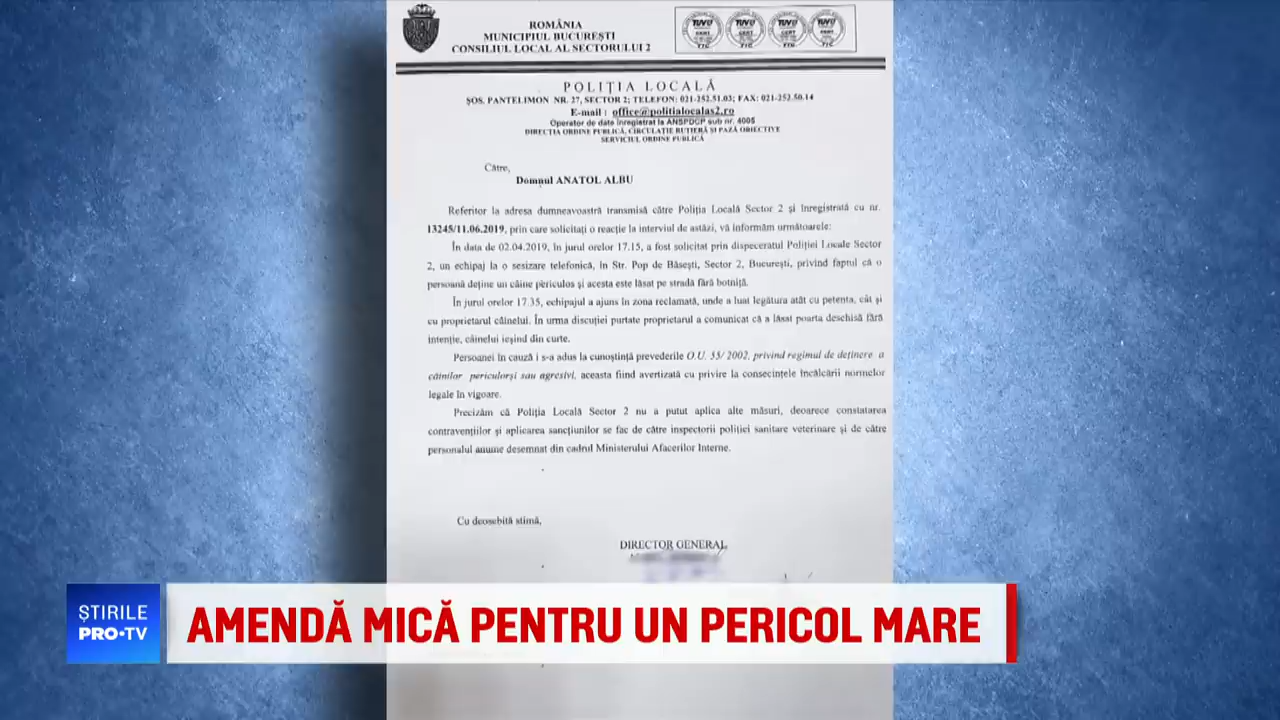 ROMÂNIA
MUNICIPIUL BUCUREȘTI
CONSILIUL LOCAL AL SECTORULUI 2
POLIȚIA LOCALĂ
ȘOS. PANTELIMON NR. 27, SECTOR 2; TELEFON: 021-252.51.03; FAX: 021-252.50.14
E-mail : office@politialocalas2.ro
Operator de date înregistrat la ANSPDCP sub nr. 4005
DIRECȚIA ORDINE PUBLICĂ, CIRCULAȚIE RUTIERĂ ȘI PAZĂ OBIECTIVE
SERVICIUL ORDINE PUBLICĂ
Către,
Domnul ANATOL ALBU
Referitor la adresa dumneavoastră transmisă către Poliția Locală Sector 2 și înregistrată cu nr.
13245/11.06.2019, prin care solicitați o reacție la interviul de astăzi, vă informăm următoarele:
În data de 02.04.2019, în jurul orelor 17.15, a fost solicitat prin dispeceratul Poliției Locale Sector
2, un echipaj la o sesizare telefonică, în Str. Pop de Băsești, Sector 2, București, privind faptul că o
persoană deține un câine periculos și acesta este lăsat pe stradă fără botniță.
În jurul orelor 17.35, echipajul a ajuns în zona reclamată, unde a luat legătura atât cu petenta, cât și
cu proprietarul câinelui. În urma discuției purtate proprietarul a comunicat că a lăsat poarta deschisă fără
intenție, câinelui ieșind din curte.
Persoanei în cauză i s-a adus la cunoștință prevederile O.U. 55/ 2002, privind regimul de deținere a
câinilor periculorși sau agresivi, aceasta fiind avertizată cu privire la consecințele încălcării normelor
legale în vigoare.
Precizăm că Poliția Locală Sector 2 nu a putut aplica alte măsuri, deoarece constatarea
contravențiilor și aplicarea sancțiunilor se fac de către inspectorii poliției sanitare veterinare și de către
personalul anume desemnat din cadrul Ministerului Afacerilor Interne.
Cu deosebită stimă,
DIRECTOR GENERAL,
ȘTIRILE
PRO•TV
AMENDĂ MICĂ PENTRU UN PERICOL MARE